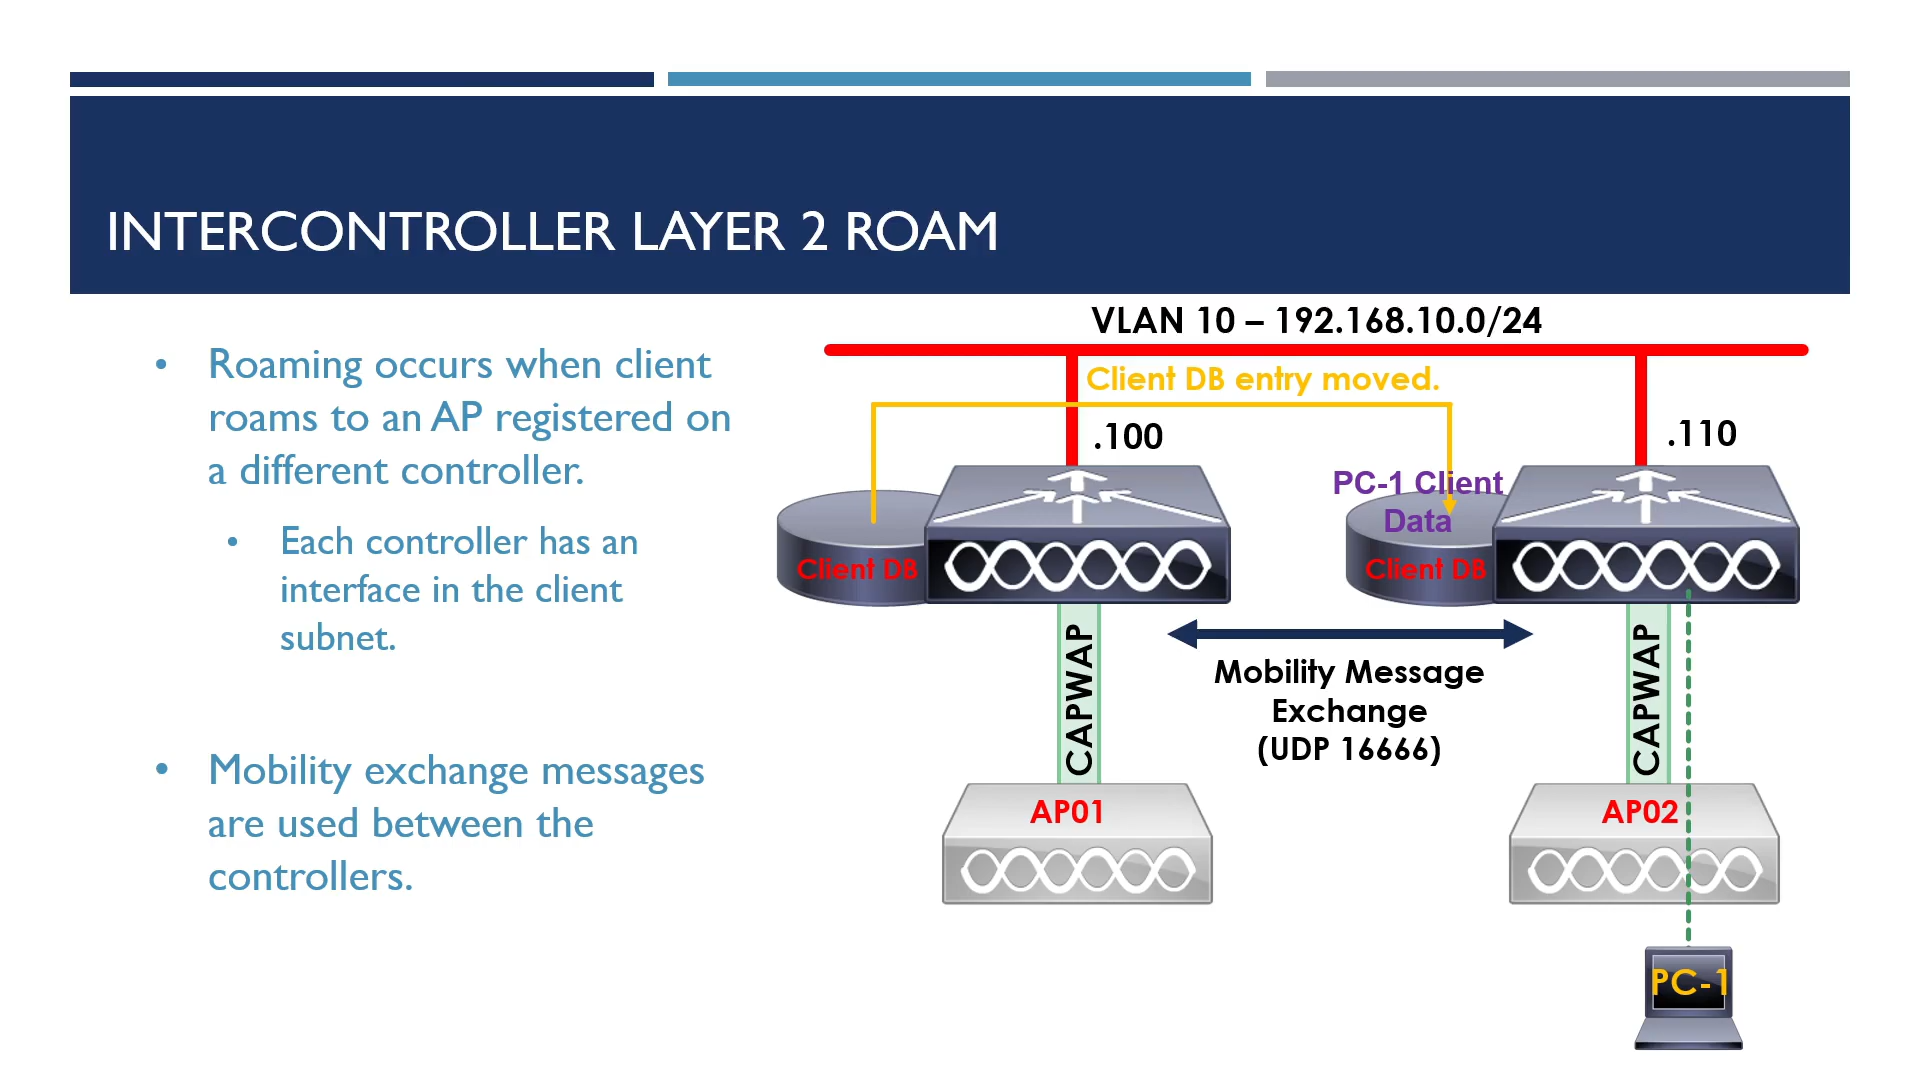 INTERCONTROLLER LAYER 2 ROAM
• Roaming occurs when client
roams to an AP registered on
a different controller.
• Each controller has an
interface in the client
subnet.
• Mobility exchange messages
are used between the
controllers.
VLAN 10 – 192.168.10.0/24
Client DB entry moved.
.100
.110
PC-1 Client
Data
Client DB
Client DB
CAPWAP
Mobility Message
Exchange
(UDP 16666)
CAPWAP
AP01
AP02
PC-1